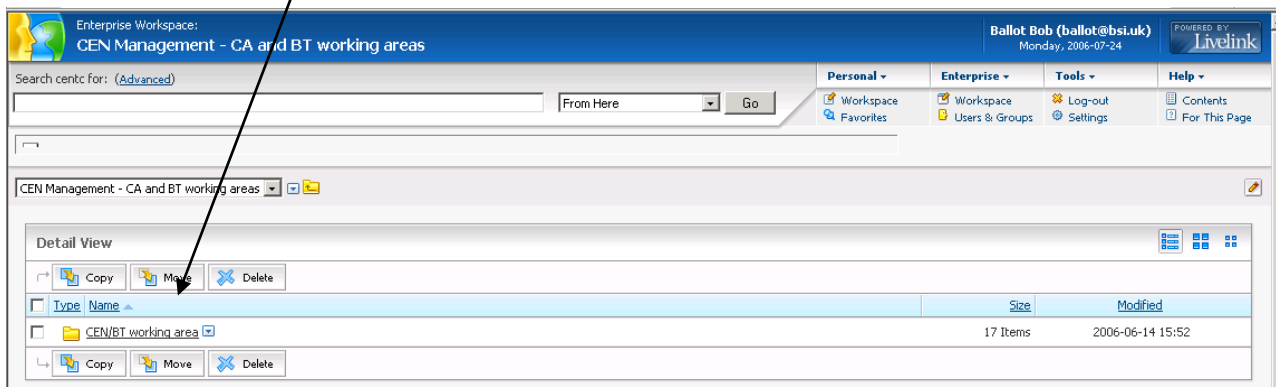 Enterprise Workspace:
CEN Management - CA and BT working areas
Ballot Bob (ballot@bsi.uk)
Monday, 2006-07-24
POWERED BY
Livelink
Search centc for: (Advanced)
From Here
Go
Personal
Enterprise
Tools
Help
Workspace
Workspace
Log-out
Contents
Favorites
Users & Groups
Settings
For This Page
CEN Management - CA and BT working areas
Detail View
Copy Move Delete
Type Name Size Modified
CEN/BT working area 17 Items 2006-06-14 15:52
Copy Move Delete